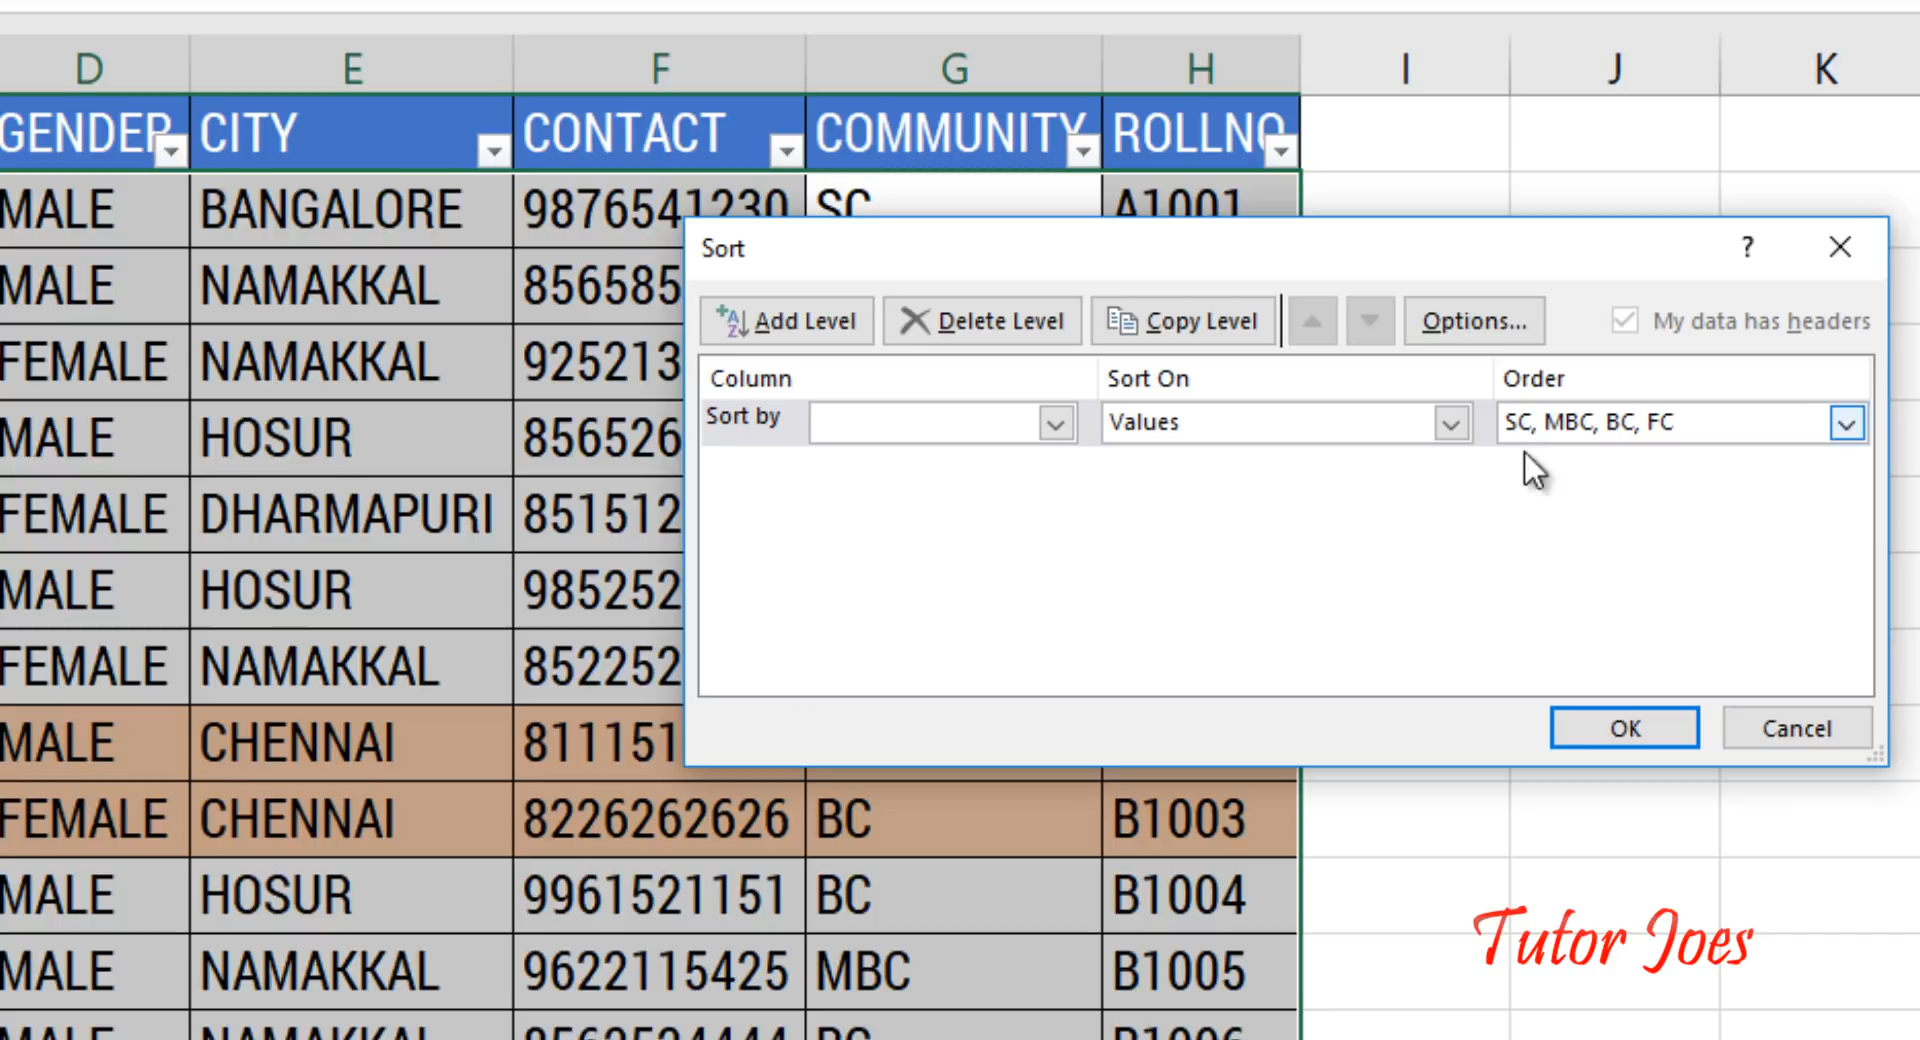 D E F G H I J K
GENDER CITY CONTACT COMMUNITY ROLLNO
MALE BANGALORE 9876541230 SC A1001
Sort ?
MALE NAMAKKAL 856585
Add Level Delete Level Copy Level Options... My data has headers
FEMALE NAMAKKAL 925213
Column Sort On Order
Sort by Values SC, MBC, BC, FC
MALE HOSUR 856526
FEMALE DHARMAPURI 851512
MALE HOSUR 985252
FEMALE NAMAKKAL 852252
MALE CHENNAI 811151
OK Cancel
FEMALE CHENNAI 8226262626 BC B1003
MALE HOSUR 9961521151 BC B1004
Tutor Joes
MALE NAMAKKAL 9622115425 MBC B1005
MALE NAMAKKAL